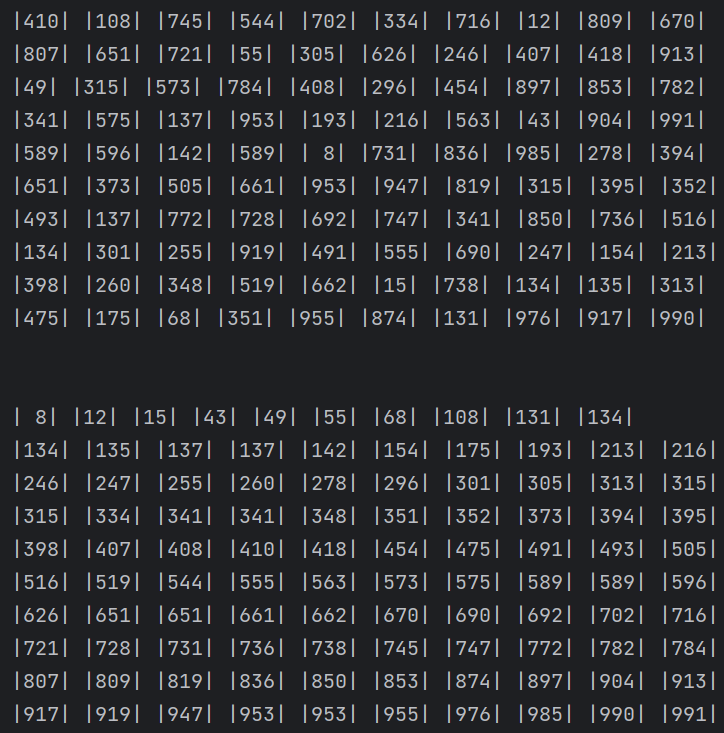 |410| |108| |745| |544| |702| |334| |716| |12| |809| |670|
|807| |651| |721| |55| |305| |626| |246| |407| |418| |913|
|49| |315| |573| |784| |408| |296| |454| |897| |853| |782|
|341| |575| |137| |953| |193| |216| |563| |43| |904| |991|
|589| |596| |142| |589| | 8| |731| |836| |985| |278| |394|
|651| |373| |505| |661| |953| |947| |819| |315| |395| |352|
|493| |137| |772| |728| |692| |747| |341| |850| |736| |516|
|134| |301| |255| |919| |491| |555| |690| |247| |154| |213|
|398| |260| |348| |519| |662| |15| |738| |134| |135| |313|
|475| |175| |68| |351| |955| |874| |131| |976| |917| |990|
| 8| |12| |15| |43| |49| |55| |68| |108| |131| |134|
|134| |135| |137| |137| |142| |154| |175| |193| |213| |216|
|246| |247| |255| |260| |278| |296| |301| |305| |313| |315|
|315| |334| |341| |341| |348| |351| |352| |373| |394| |395|
|398| |407| |408| |410| |418| |454| |475| |491| |493| |505|
|516| |519| |544| |555| |563| |573| |575| |589| |589| |596|
|626| |651| |651| |661| |662| |670| |690| |692| |702| |716|
|721| |728| |731| |736| |738| |745| |747| |772| |782| |784|
|807| |809| |819| |836| |850| |853| |874| |897| |904| |913|
|917| |919| |947| |953| |953| |955| |976| |985| |990| |991|